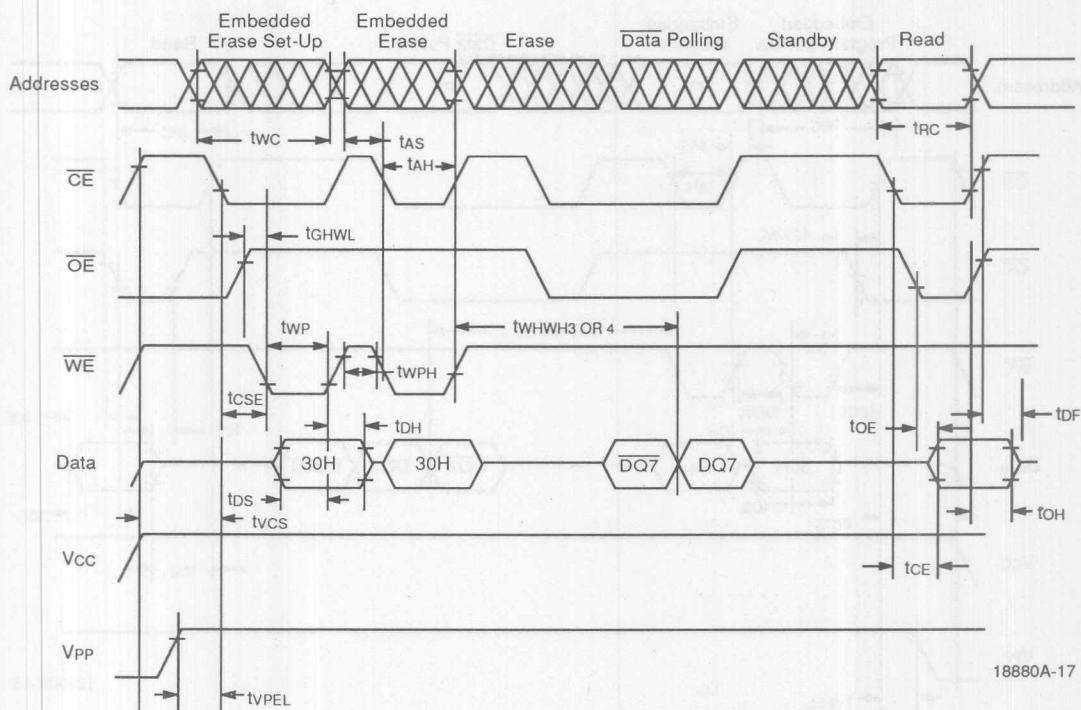 Embedded Erase Set-Up
Embedded Erase
Erase
Data Polling
Standby
Read
Addresses
tWC
tAS
tRC
CE
tAH
tGHWL
OE
tWP
tWHWH3 OR 4
WE
tWPH
tCSE
tDH
tOE
tDF
Data
30H
30H
DQ7
DQ7
tDS
tOH
tVCS
VCC
tCE
VPP
18880A-17
tVPEL